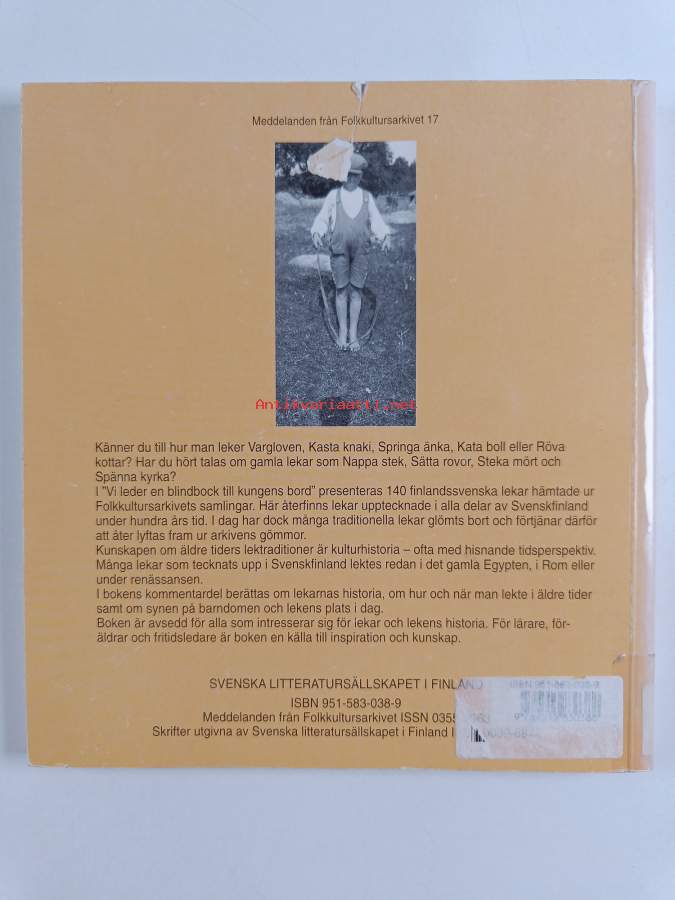 Meddelanden från Folkkultursarkivet 17
Antikvariaatti.net
Känner du till hur man leker Vargloven, Kasta knaki, Springa änka, Kata boll eller Röva
kottar? Har du hört talas om gamla lekar som Nappa stek, Sätta rovor, Steka mört och
Spänna kyrka?
I "Vi leder en blindbock till kungens bord" presenteras 140 finlandssvenska lekar hämtade ur
Folkkultursarkivets samlingar. Här återfinns lekar upptecknade i alla delar av Svenskfinland
under hundra års tid. I dag har dock många traditionella lekar glömts bort och förtjänar därför
att åter lyftas fram ur arkivens gömmor.
Kunskapen om äldre tiders lektraditioner är kulturhistoria – ofta med hisnande tidsperspektiv.
Många lekar som tecknats upp i Svenskfinland lektes redan i det gamla Egypten, i Rom eller
under renässansen.
I bokens kommentardel berättas om lekarnas historia, om hur och när man lekte i äldre tider
samt om synen på barndomen och lekens plats i dag.
Boken är avsedd för alla som intresserar sig för lekar och lekens historia. För lärare, för-
äldrar och fritidsledare är boken en källa till inspiration och kunskap.
SVENSKA LITTERATURSÄLLSKAPET I FINLAND
ISBN 951-583-038-9
Meddelanden från Folkkultursarkivet ISSN 0355
Skrifter utgivna av Svenska litteratursällskapet i Finland